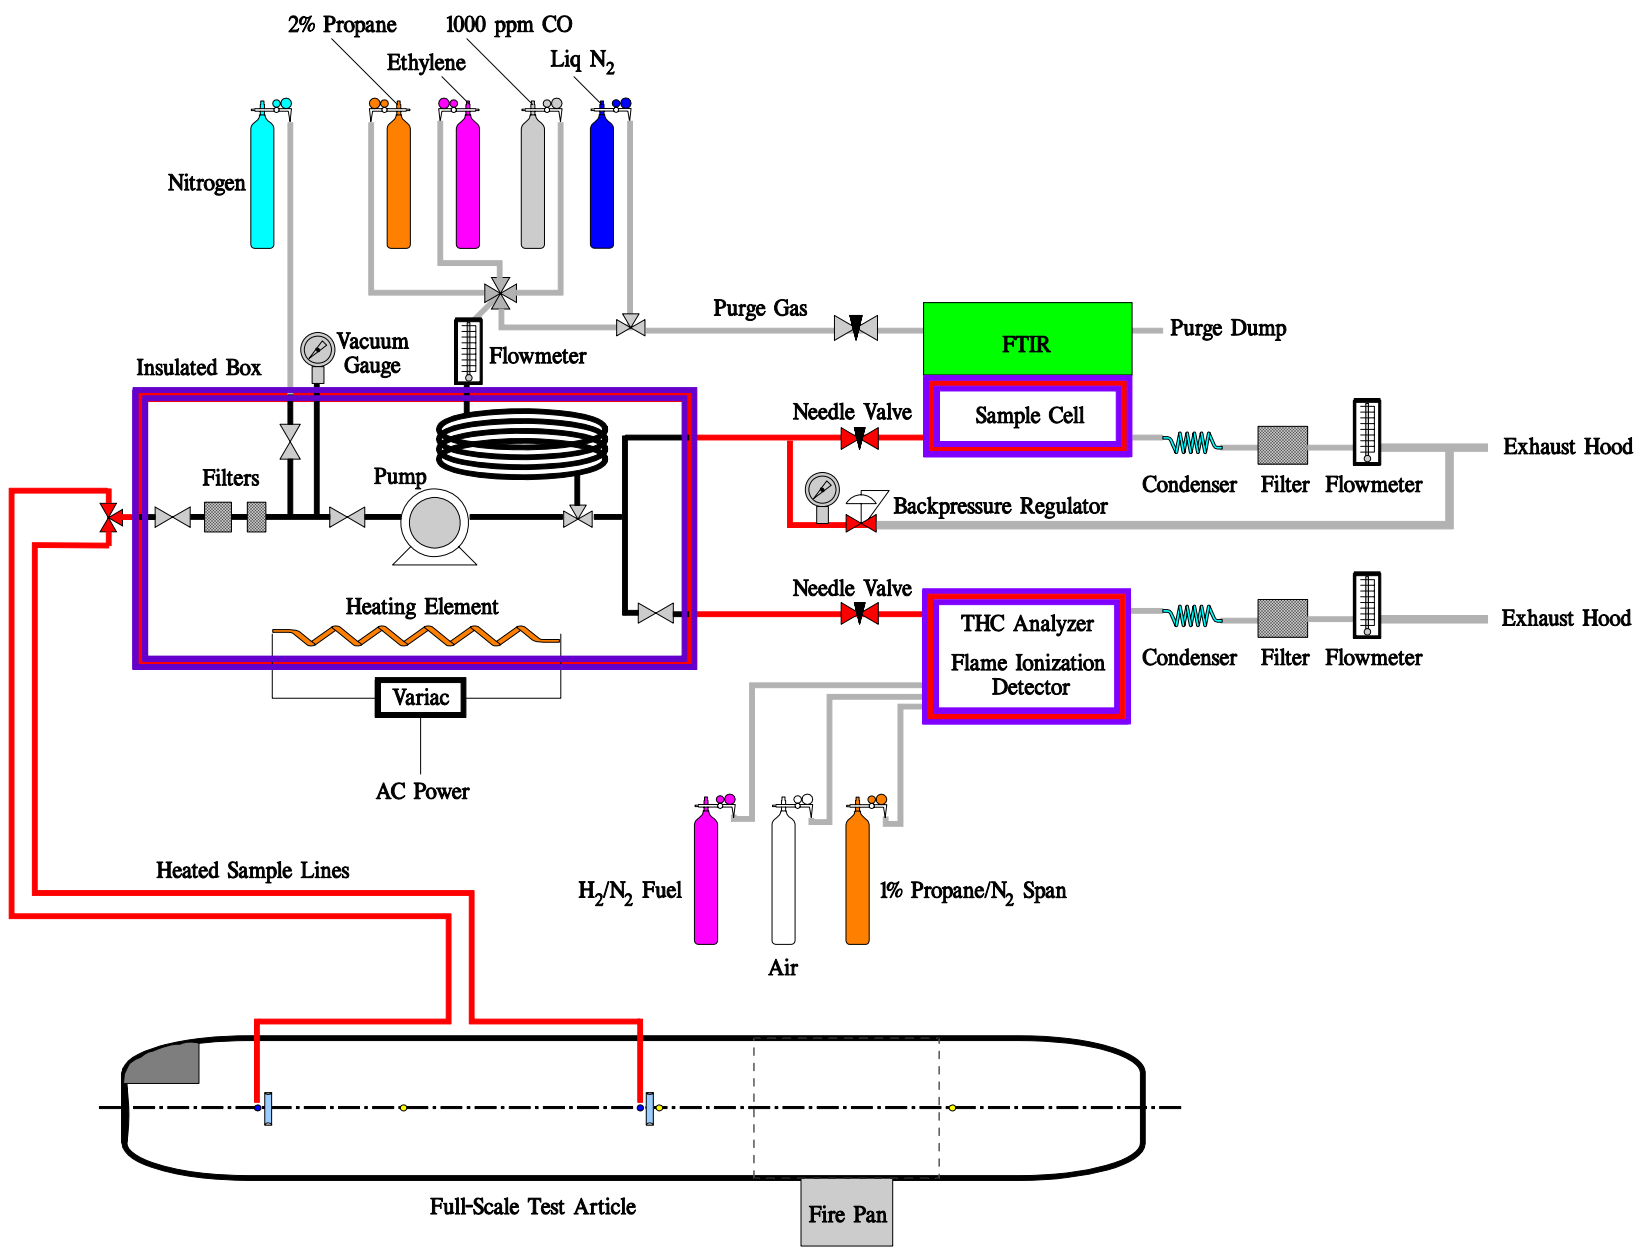 2% Propane
1000 ppm CO
Ethylene
Liq N2
Nitrogen
Purge Gas
Purge Dump
FTIR
Vacuum
Gauge
Flowmeter
Insulated Box
Needle Valve
Sample Cell
Exhaust Hood
Condenser
Filter
Flowmeter
Filters
Pump
Backpressure Regulator
Needle Valve
Heating Element
THC Analyzer
Flame Ionization
Detector
Exhaust Hood
Condenser
Filter
Flowmeter
Variac
AC Power
Heated Sample Lines
H2/N2 Fuel
1% Propane/N2 Span
Air
Full-Scale Test Article
Fire Pan